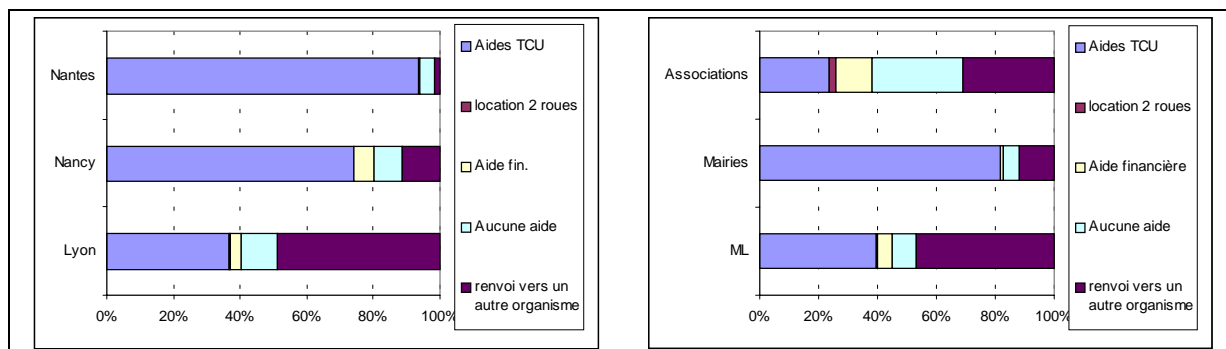 Nantes
Nancy
Lyon
0% 20% 40% 60% 80% 100%
Aides TCU
location 2 roues
Aide fin.
Aucune aide
renvoi vers un
autre organisme
Associations
Mairies
ML
0% 20% 40% 60% 80% 100%
Aides TCU
location 2 roues
Aide financière
Aucune aide
renvoi vers un
autre organisme